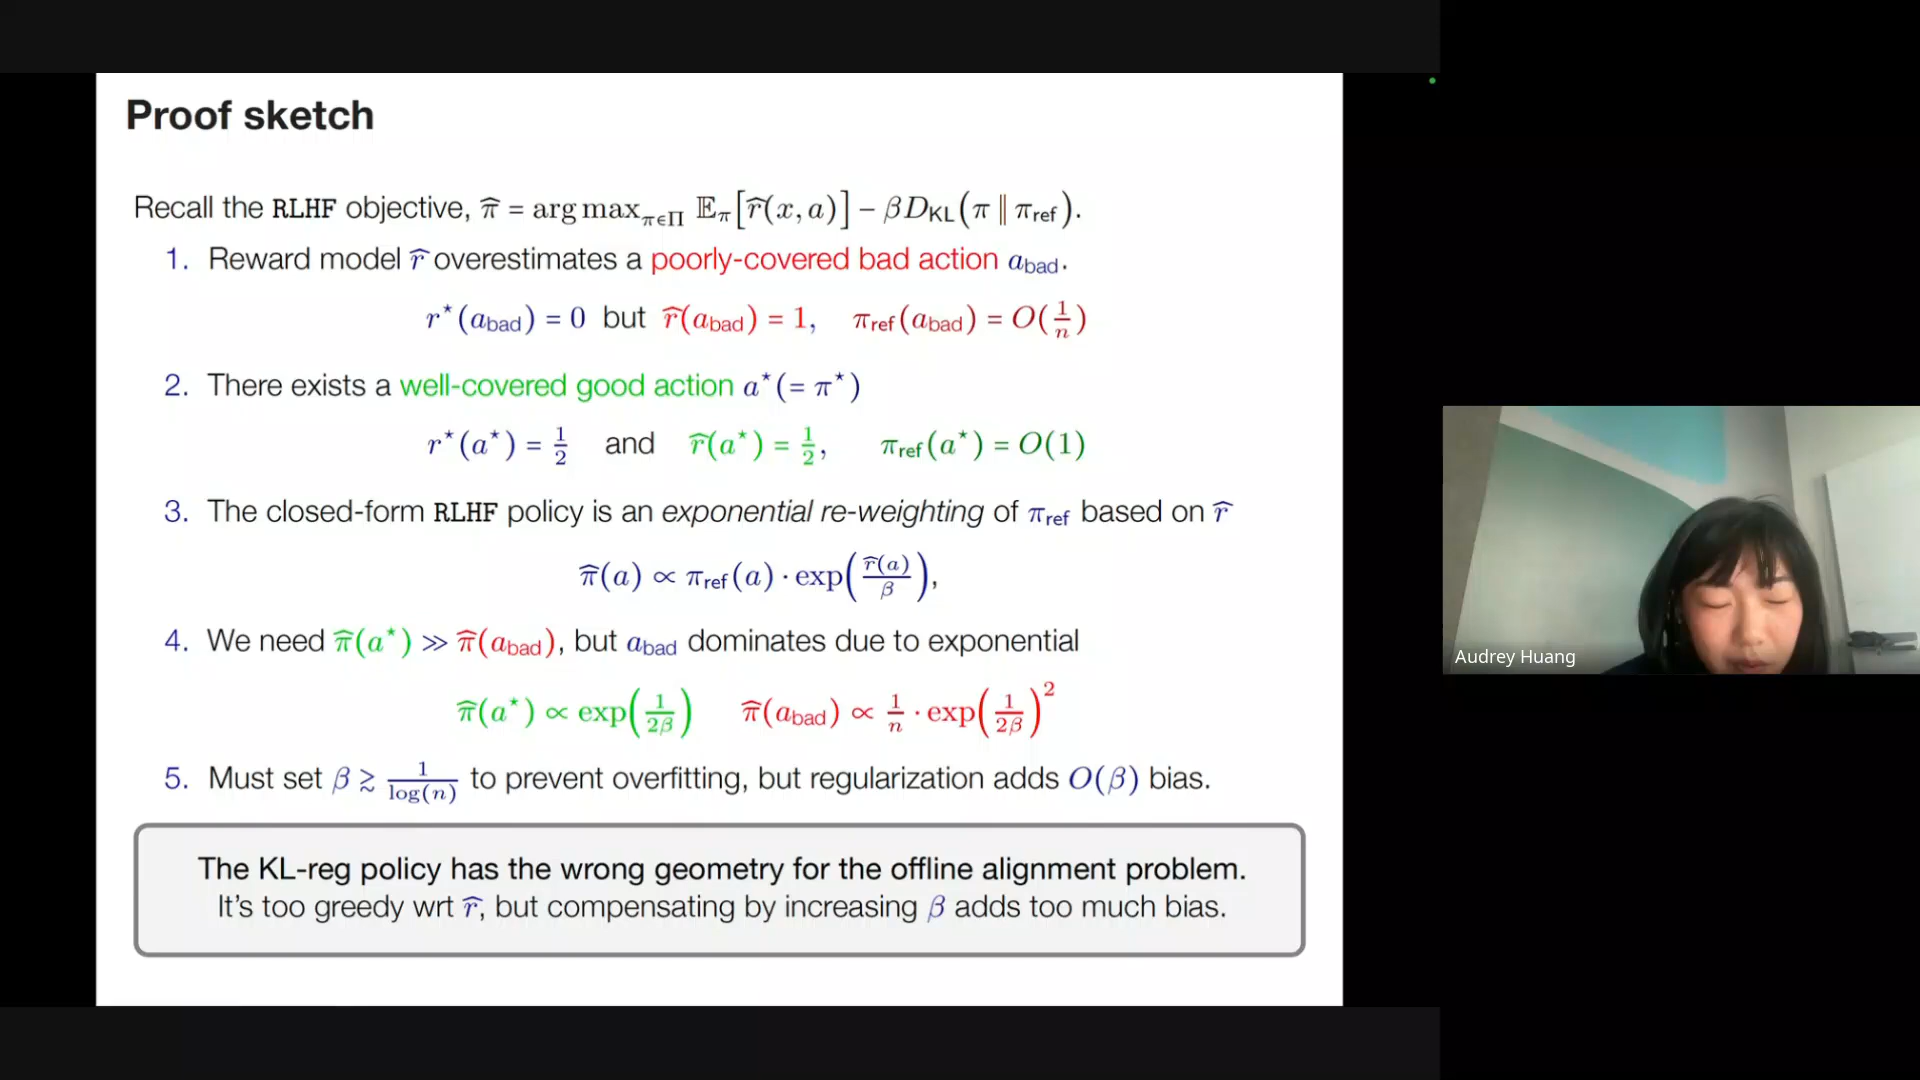 Proof sketch
Recall the RLHF objective, π̂ = arg max_{π∈Π} 𝔼_π[r̂(x, a)] − βD_KL(π ∥ π_ref).
1. Reward model r̂ overestimates a poorly-covered bad action a_bad.
r*(a_bad) = 0 but r̂(a_bad) = 1, π_ref(a_bad) = O(1/n)
2. There exists a well-covered good action a*(= π*)
r*(a*) = 1/2 and r̂(a*) = 1/2, π_ref(a*) = O(1)
3. The closed-form RLHF policy is an exponential re-weighting of π_ref based on r̂
π̂(a) ∝ π_ref(a) · exp(r̂(a)/β),
4. We need π̂(a*) ≫ π̂(a_bad), but a_bad dominates due to exponential
π̂(a*) ∝ exp(1/2β) π̂(a_bad) ∝ 1/n · exp(1/2β)²
5. Must set β ≳ 1/log(n) to prevent overfitting, but regularization adds O(β) bias.
The KL-reg policy has the wrong geometry for the offline alignment problem.
It's too greedy wrt r̂, but compensating by increasing β adds too much bias.
Audrey Huang